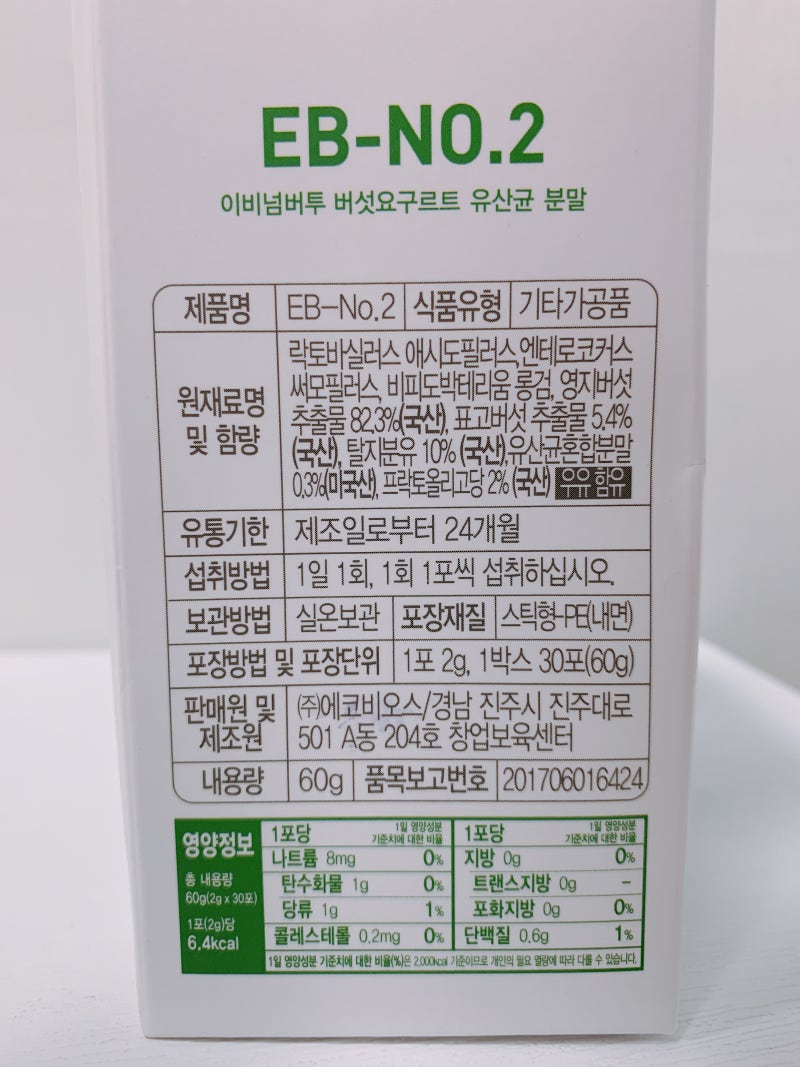 EB-NO.2
이비넘버투 버섯요구르트 유산균 분말
제품명 EB-No.2 식품유형 기타가공품
원재료명 및 함량
락토바실러스 애시도필러스,엔테로코커스
써모필러스, 비피도박테리움 롱검, 영지버섯
추출물 82.3%(국산), 표고버섯 추출물 5.4%
(국산), 탈지분유 10% (국산),유산균혼합분말
0.3%(미국산), 프락토올리고당 2% (국산) 우유 함유
유통기한 제조일로부터 24개월
섭취방법 1일 1회, 1회 1포씩 섭취하십시오.
보관방법 실온보관 포장재질 스틱형-PE(내면)
포장방법 및 포장단위 1포 2g, 1박스 30포(60g)
판매원 및 제조원
(주)에코비오스/경남 진주시 진주대로
501 A동 204호 창업보육센터
내용량 60g 품목보고번호 201706016424
영양정보
총 내용량
60g(2g x 30포)
1포(2g)당
6.4kcal
1포당 1일 영양성분 기준치에 대한 비율
나트륨 8mg 0%
탄수화물 1g 0%
당류 1g 1%
콜레스테롤 0.2mg 0%
1포당 1일 영양성분 기준치에 대한 비율
지방 0g 0%
트랜스지방 0g -
포화지방 0g 0%
단백질 0.6g 1%
1일 영양성분 기준치에 대한 비율(%)은 2,000kcal 기준이므로 개인의 필요 열량에 따라 다를 수 있습니다.